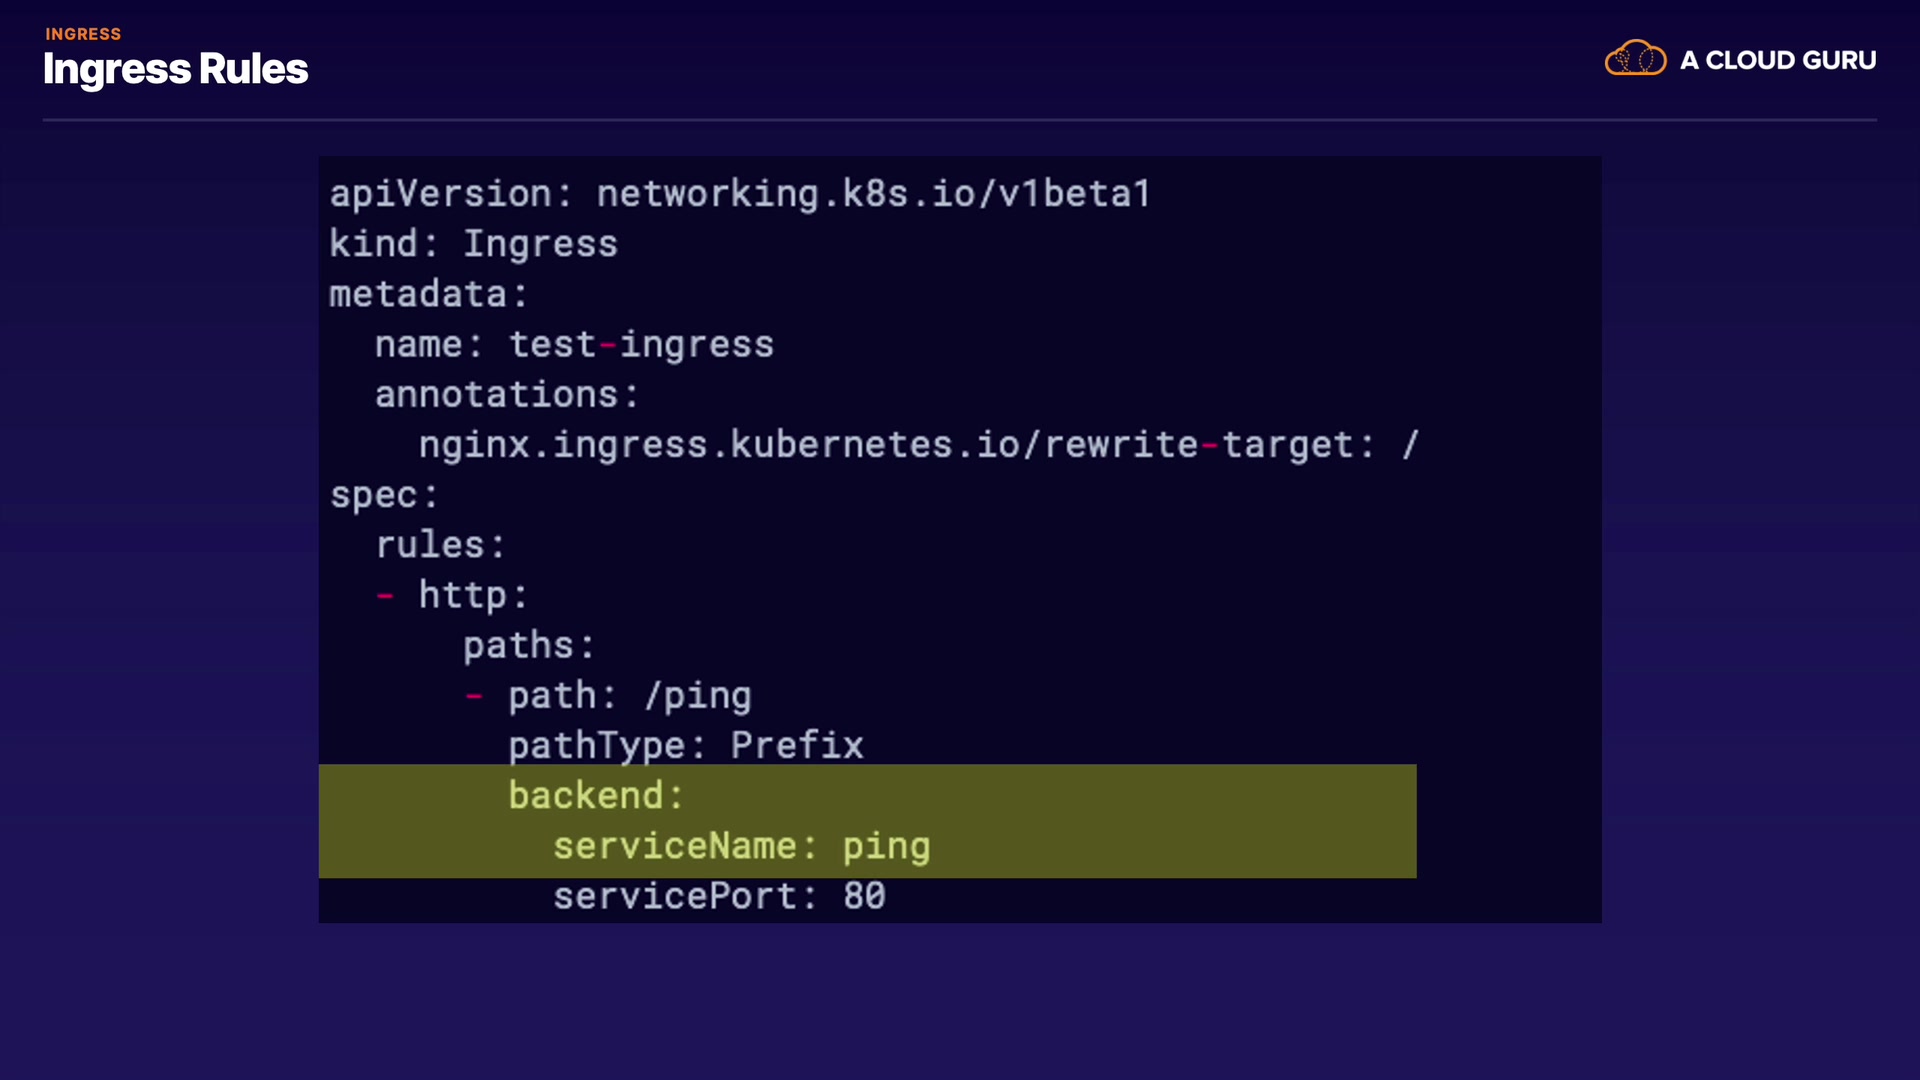 INGRESS
Ingress Rules
A CLOUD GURU
apiVersion: networking.k8s.io/v1beta1
kind: Ingress
metadata:
  name: test-ingress
  annotations:
    nginx.ingress.kubernetes.io/rewrite-target: /
spec:
  rules:
  - http:
      paths:
      - path: /ping
        pathType: Prefix
        backend:
          serviceName: ping
          servicePort: 80